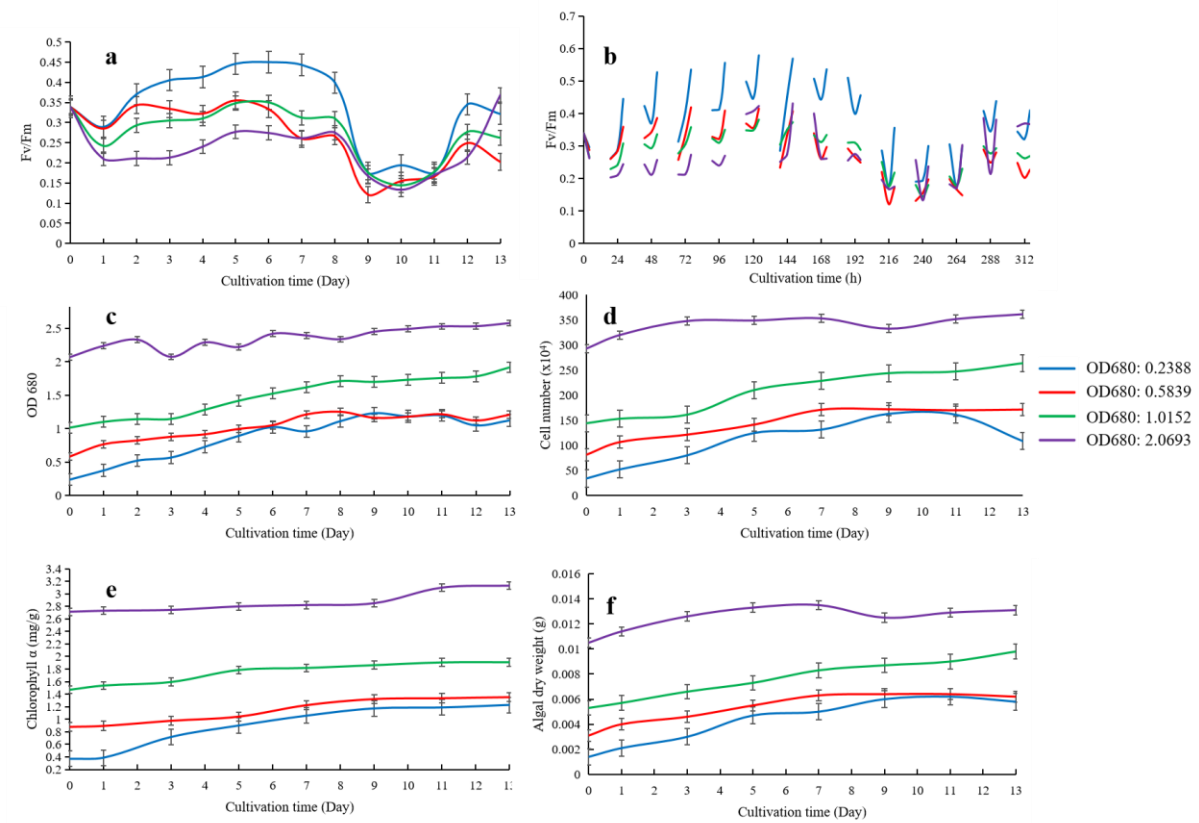 a
0.5
0.45
0.4
0.35
0.3
0.25
0.2
0.15
0.1
0.05
0
Fv/Fm
0 1 2 3 4 5 6 7 8 9 10 11 12 13
Cultivation time (Day)
b
0.7
0.6
0.5
0.4
0.3
0.2
0.1
0
Fv/Fm
0 24 48 72 96 120 144 168 192 216 240 264 288 312
Cultivation time (h)
c
2.5
2
1.5
1
0.5
0
OD 680
0 1 2 3 4 5 6 7 8 9 10 11 12 13
Cultivation time (Day)
d
400
350
300
250
200
150
100
50
0
Cell number (x10⁴)
0 1 2 3 4 5 6 7 8 9 10 11 12 13
Cultivation time (Day)
OD680: 0.2388
OD680: 0.5839
OD680: 1.0152
OD680: 2.0693
e
3.4
3.2
3
2.8
2.6
2.4
2.2
2
1.8
1.6
1.4
1.2
1
0.8
0.6
0.4
0.2
Chlorophyll α (mg/g)
0 1 2 3 4 5 6 7 8 9 10 11 12
Cultivation time (Day)
f
0.016
0.014
0.012
0.01
0.008
0.006
0.004
0.002
0
Algal dry weight (g)
0 1 2 3 4 5 6 7 8 9 10 11 12 13
Cultivation time (Day)